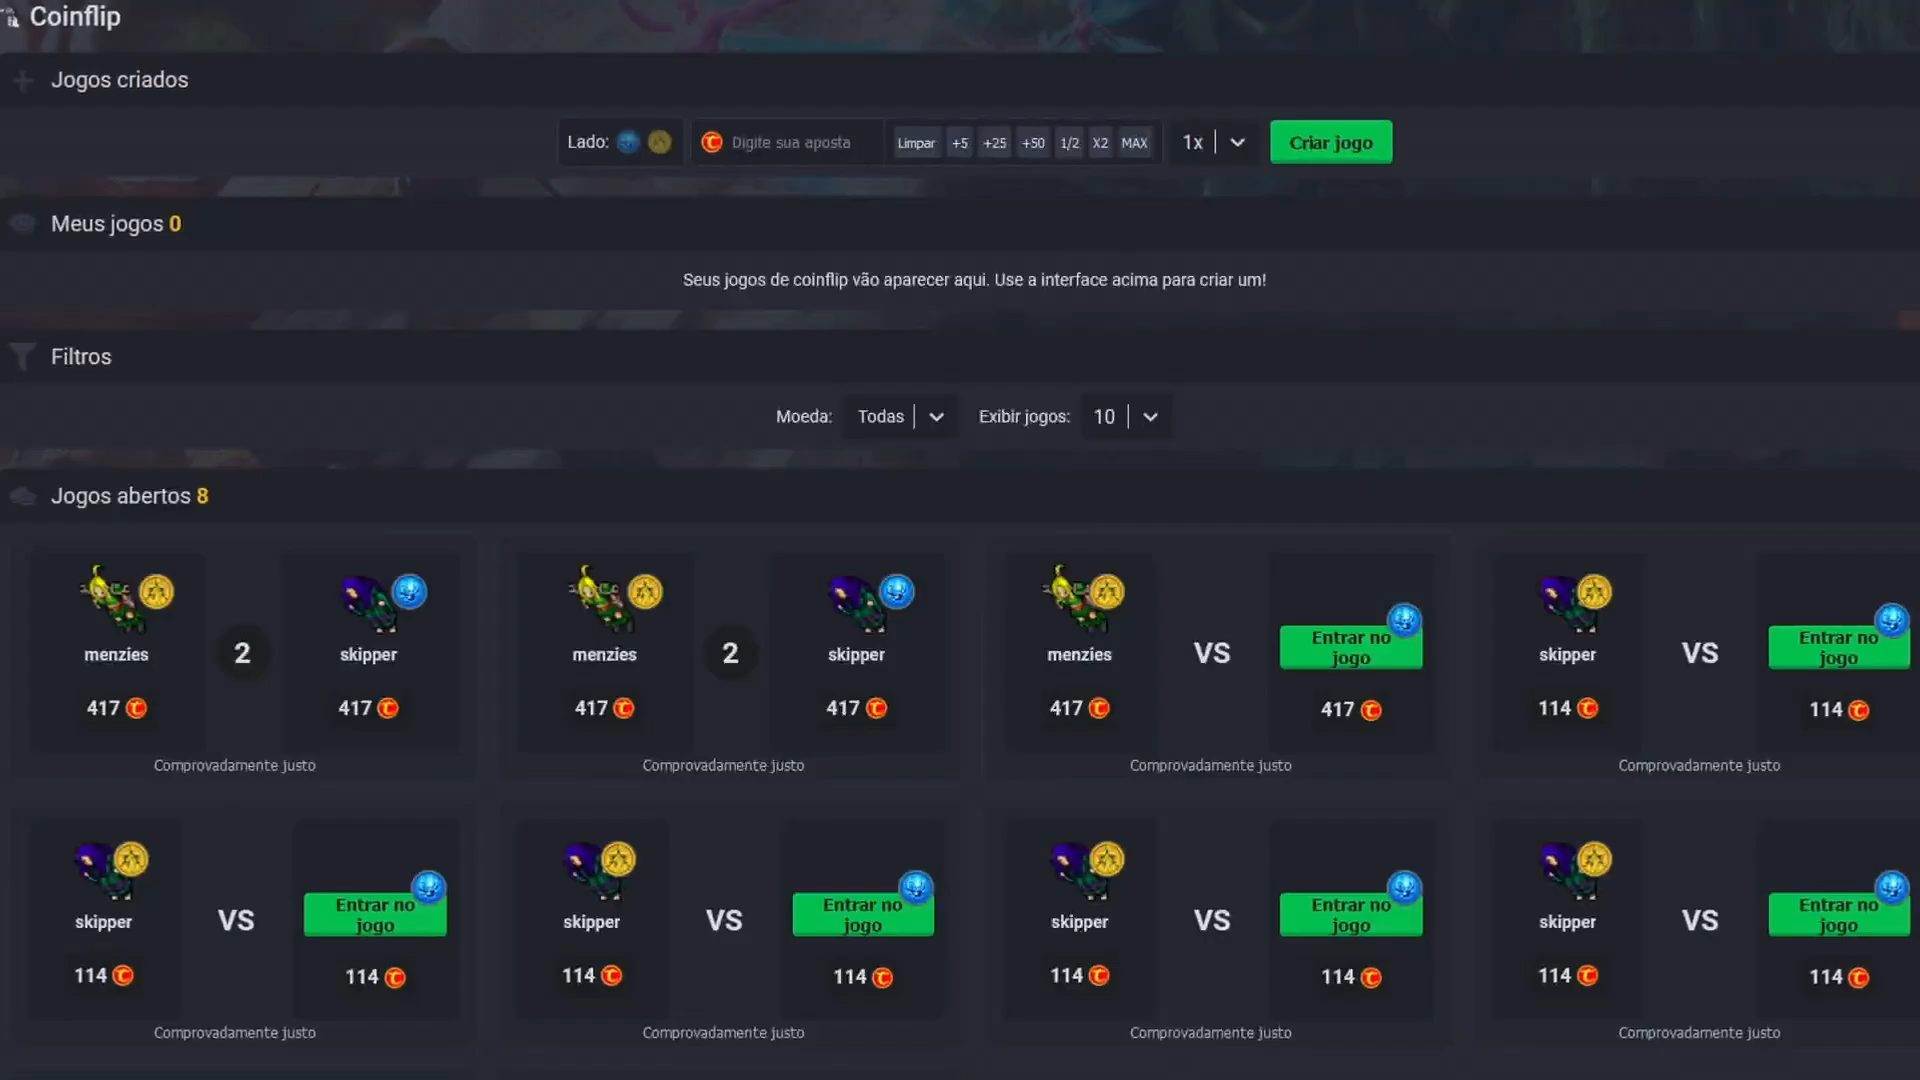 Coinflip
Jogos criados
Lado: Digite sua aposta Limpar +5 +25 +50 1/2 X2 MAX 1x Criar jogo
Meus jogos 0
Seus jogos de coinflip vão aparecer aqui. Use a interface acima para criar um!
Filtros
Moeda: Todas Exibir jogos: 10
Jogos abertos 8
menzies 2 skipper
417 417
Comprovadamente justo
menzies 2 skipper
417 417
Comprovadamente justo
menzies VS Entrar no
jogo
417 417
Comprovadamente justo
skipper VS Entrar no
jogo
114 114
Comprovadamente justo
skipper VS Entrar no
jogo
114 114
Comprovadamente justo
skipper VS Entrar no
jogo
114 114
Comprovadamente justo
skipper VS Entrar no
jogo
114 114
Comprovadamente justo
skipper VS Entrar no
jogo
114 114
Comprovadamente justo